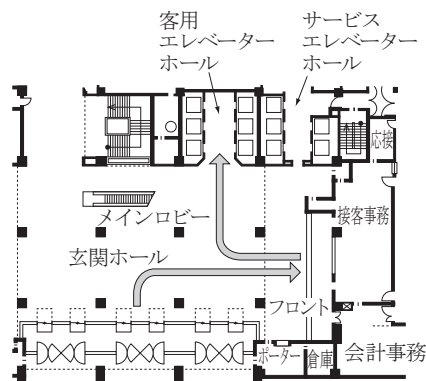 客用
エレベーター
ホール
サービス
エレベーター
ホール
応接
メインロビー
接客事務
玄関ホール
フロント
ポーター
倉庫
会計事務